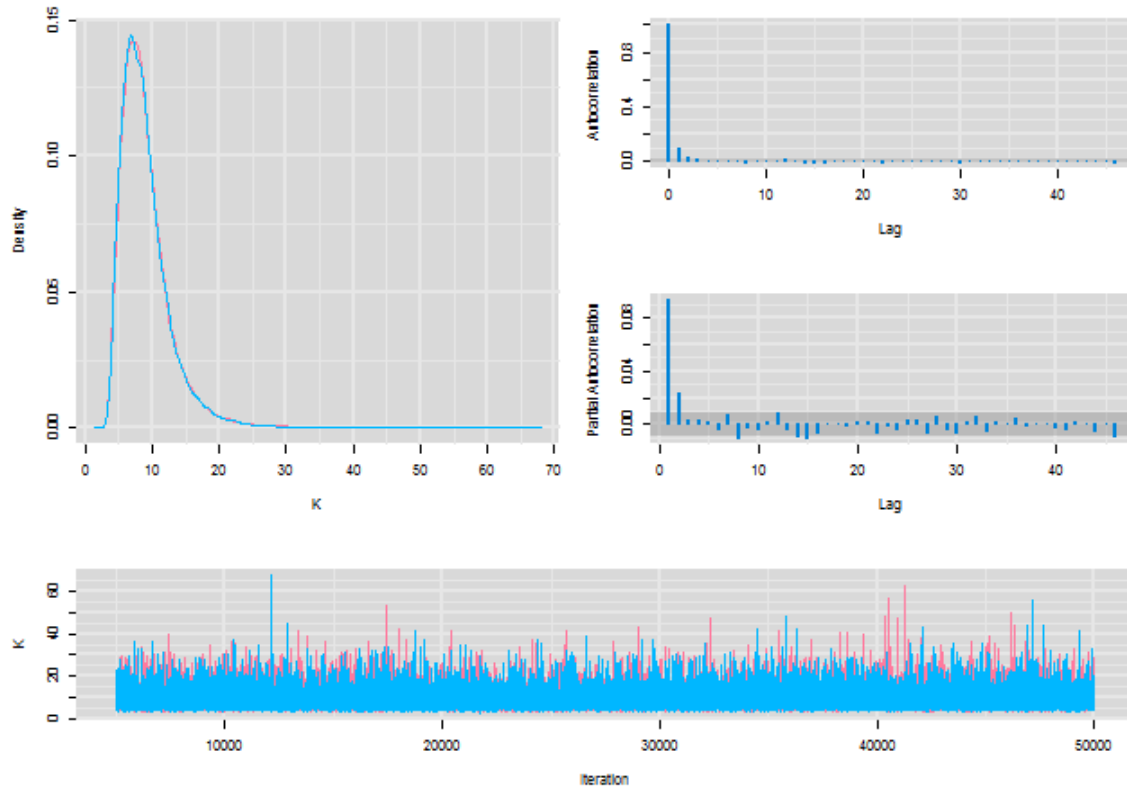 0.15
0.10
0.05
0.00
Density
0 10 20 30 40 50 60 70
K
0.8
0.4
0.0
Autocorrelation
0 10 20 30 40
Lag
0.08
0.04
0.00
Partial Autocorrelation
0 10 20 30 40
Lag
60
40
20
0
K
10000 20000 30000 40000 50000
Iteration